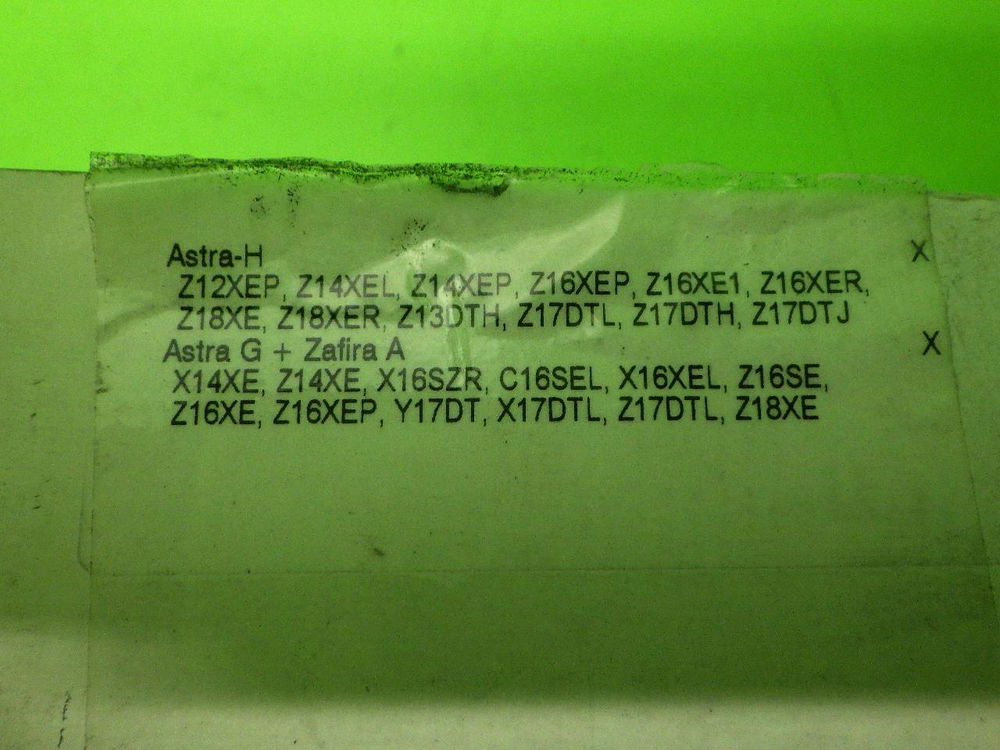 Astra-H X
Z12XEP, Z14XEL, Z14XEP, Z16XEP, Z16XE1, Z16XER,
Z18XE, Z18XER, Z13DTH, Z17DTL, Z17DTH, Z17DTJ
Astra G + Zafira A X
X14XE, Z14XE, X16SZR, C16SEL, X16XEL, Z16SE,
Z16XE, Z16XEP, Y17DT, X17DTL, Z17DTL, Z18XE